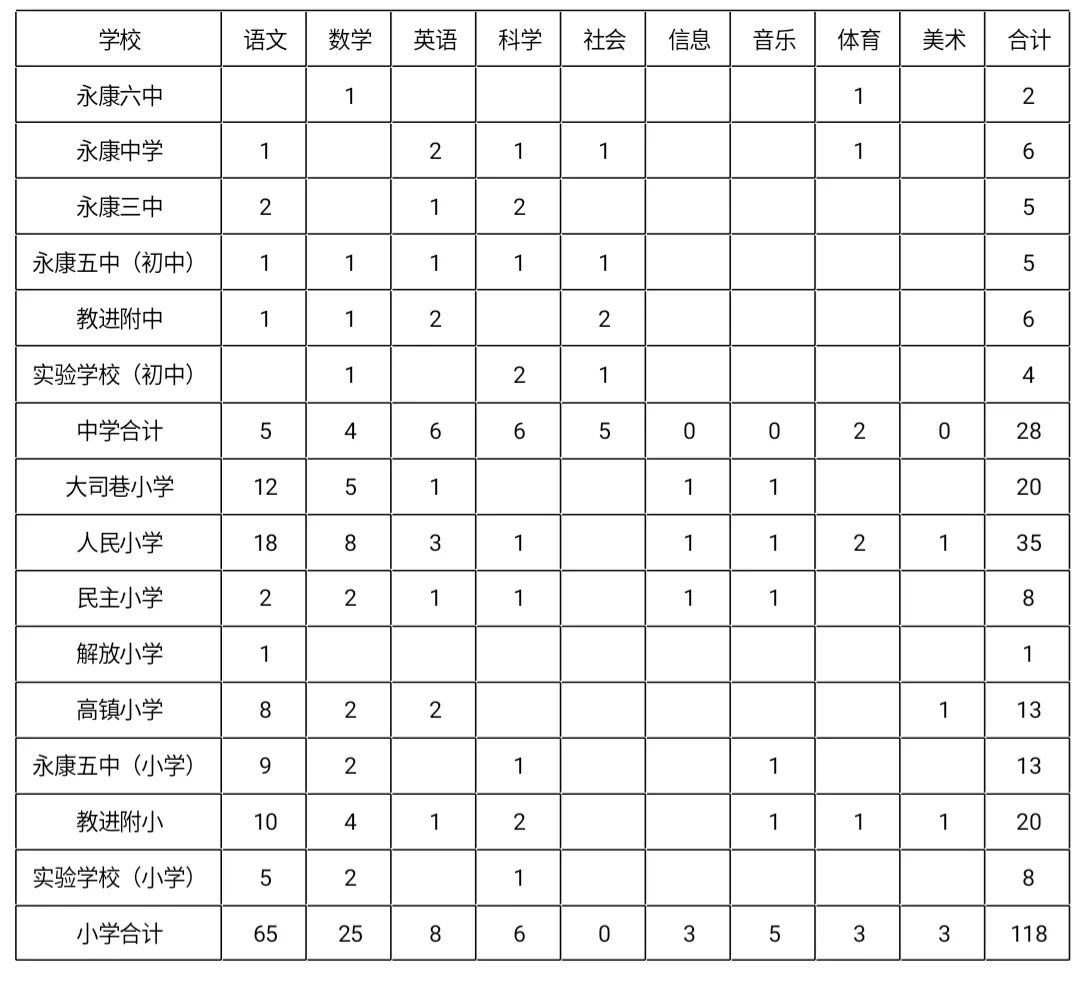 学校 语文 数学 英语 科学 社会 信息 音乐 体育 美术 合计
永康六中 1 1 2
永康中学 1 2 1 1 1 6
永康三中 2 1 2 5
永康五中（初中） 1 1 1 1 1 5
教进附中 1 1 2 2 6
实验学校（初中） 1 2 1 4
中学合计 5 4 6 6 5 0 0 2 0 28
大司巷小学 12 5 1 1 1 20
人民小学 18 8 3 1 1 1 2 1 35
民主小学 2 2 1 1 1 1 8
解放小学 1 1
高镇小学 8 2 2 1 13
永康五中（小学） 9 2 1 1 13
教进附小 10 4 1 2 1 1 1 20
实验学校（小学） 5 2 1 8
小学合计 65 25 8 6 0 3 5 3 3 118